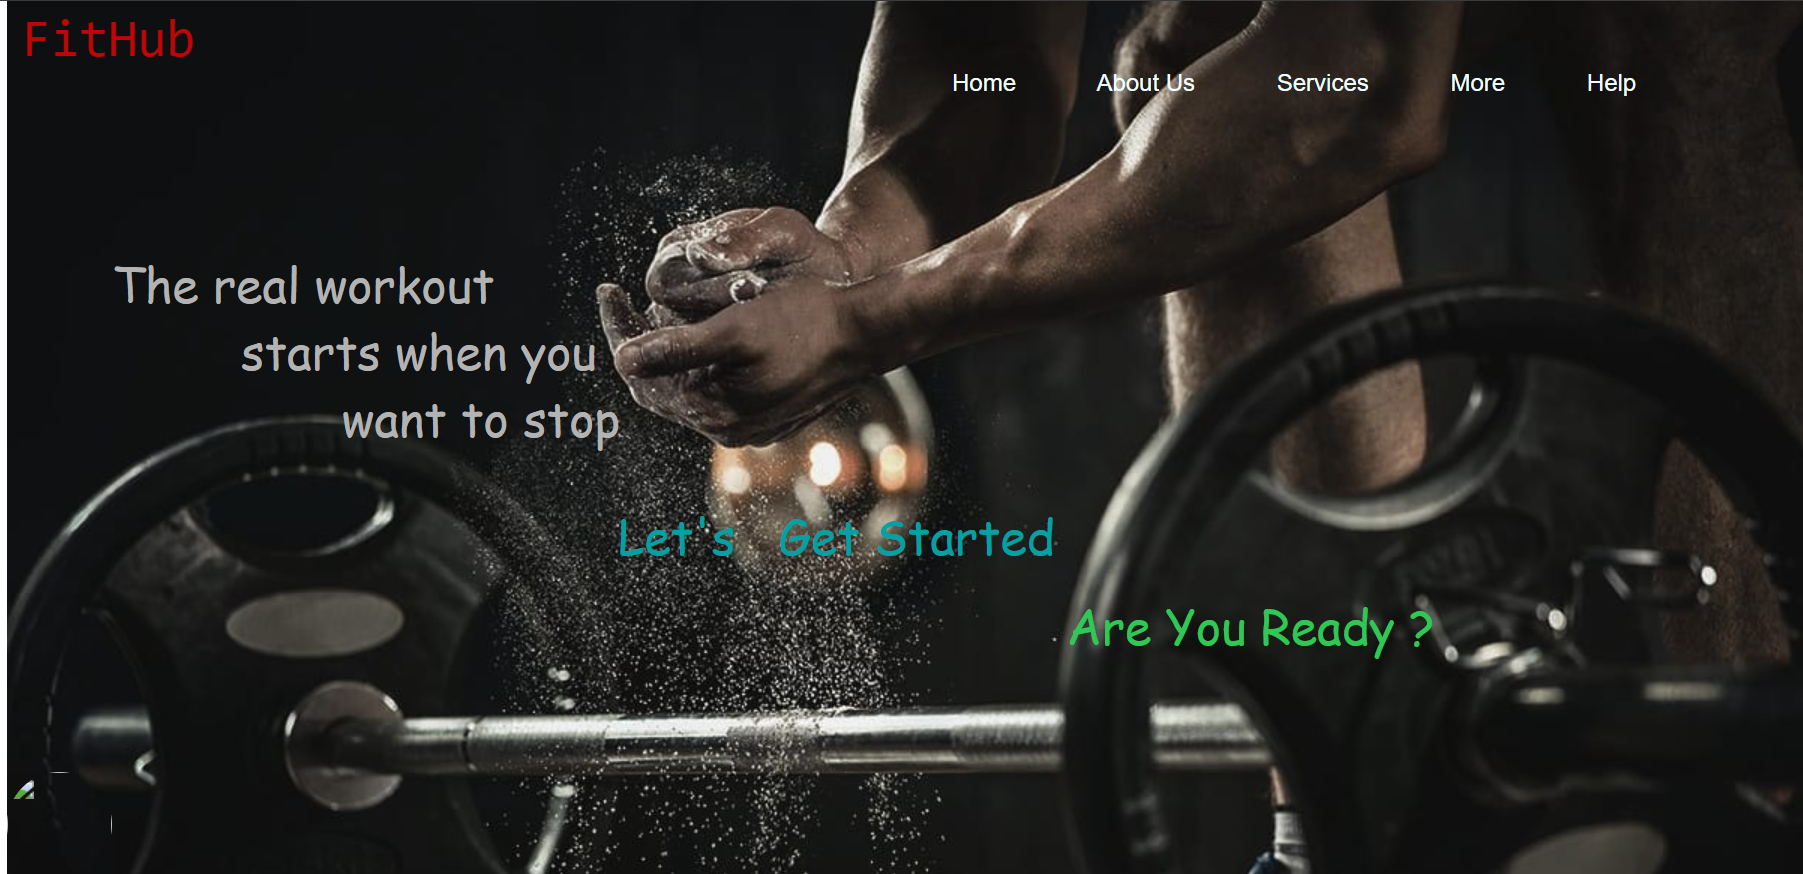 FitHub
Home About Us Services More Help
The real workout
starts when you
want to stop
Let's Get Started
Are You Ready ?